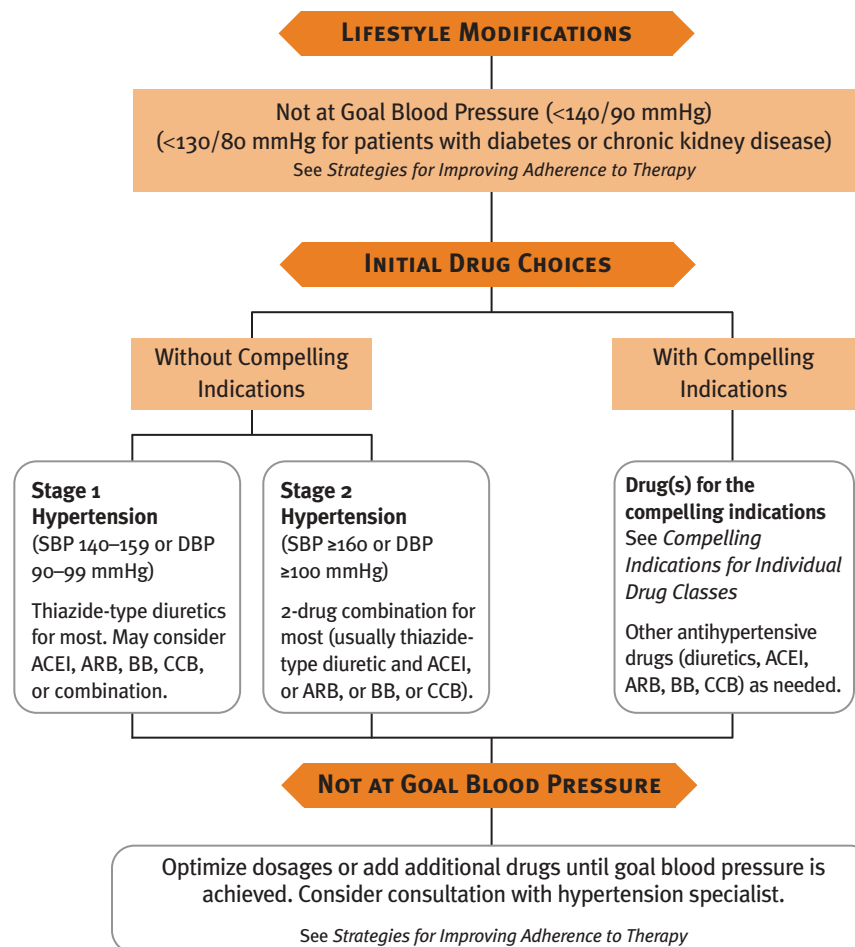 LIFESTYLE MODIFICATIONS
Not at Goal Blood Pressure (<140/90 mmHg)
(<130/80 mmHg for patients with diabetes or chronic kidney disease)
See Strategies for Improving Adherence to Therapy
INITIAL DRUG CHOICES
Without Compelling
Indications
With Compelling
Indications
Stage 1
Hypertension
(SBP 140–159 or DBP
90–99 mmHg)
Thiazide-type diuretics
for most. May consider
ACEI, ARB, BB, CCB,
or combination.
Stage 2
Hypertension
(SBP ≥160 or DBP
≥100 mmHg)
2-drug combination for
most (usually thiazide-
type diuretic and ACEI,
or ARB, or BB, or CCB).
Drug(s) for the
compelling indications
See Compelling
Indications for Individual
Drug Classes
Other antihypertensive
drugs (diuretics, ACEI,
ARB, BB, CCB) as needed.
NOT AT GOAL BLOOD PRESSURE
Optimize dosages or add additional drugs until goal blood pressure is
achieved. Consider consultation with hypertension specialist.
See Strategies for Improving Adherence to Therapy